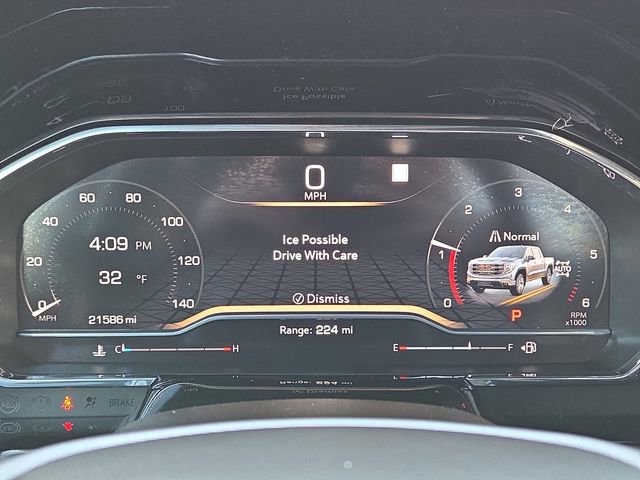 0
MPH
60 80
40 100
20 120
0 140
MPH
4:09 PM
32 °F
21586 mi
Ice Possible
Drive With Care
Dismiss
Range: 224 mi
3
2 4
1 5
0 6
Normal
AUTO
P
RPM
x1000
C H
E F
BRAKE